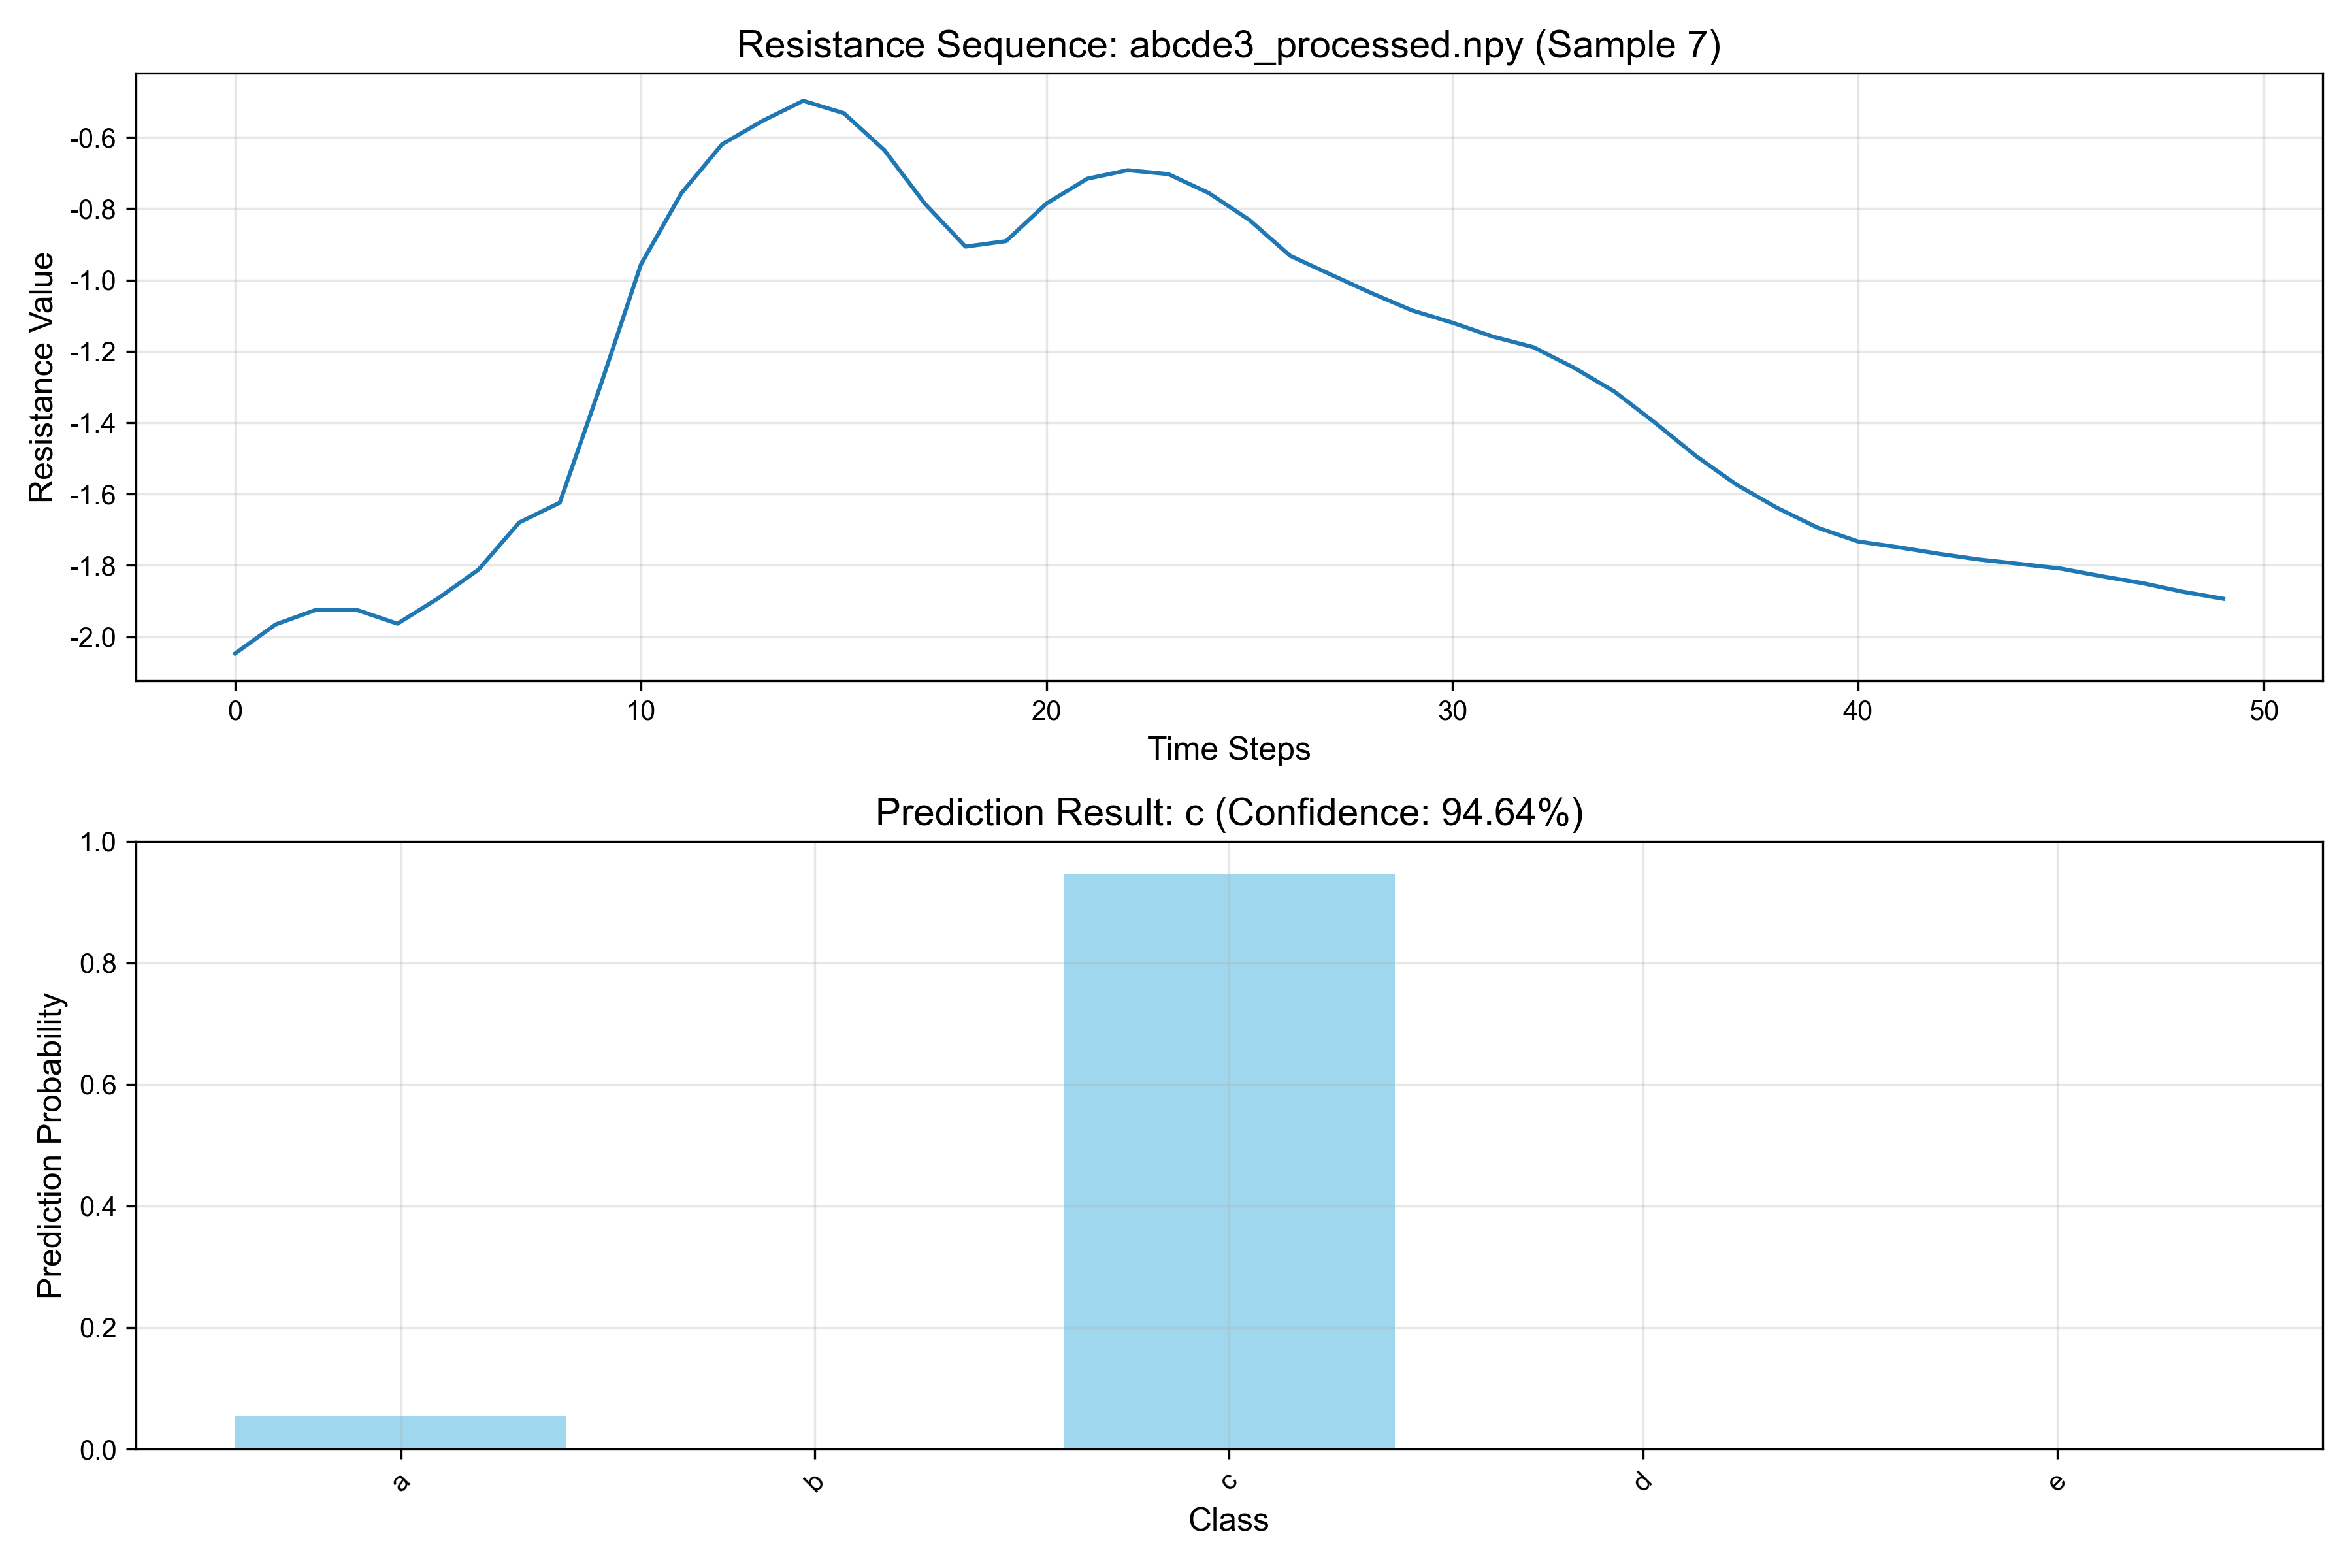 Resistance Sequence: abcde3_processed.npy (Sample 7)
Resistance Value
-0.6
-0.8
-1.0
-1.2
-1.4
-1.6
-1.8
-2.0
0 10 20 30 40 50
Time Steps
Prediction Result: c (Confidence: 94.64%)
Prediction Probability
1.0
0.8
0.6
0.4
0.2
0.0
a b c d e
Class